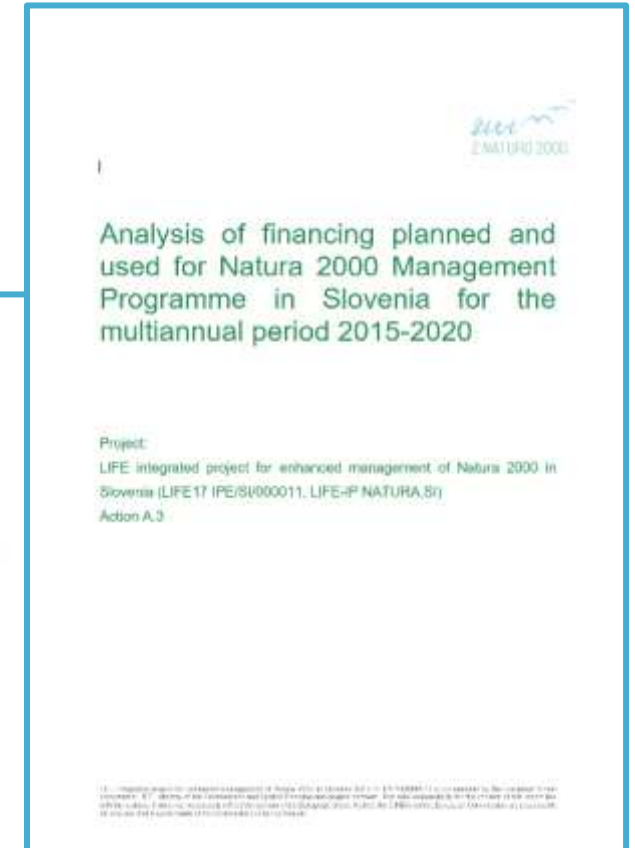 Z NATURO 2000
Analysis of financing planned and
used for Natura 2000 Management
Programme in Slovenia for the
multiannual period 2015-2020
Project:
LIFE integrated project for enhanced management of Natura 2000 in
Slovenia (LIFE17 IPE/SI/000011, LIFE-IP NATURA.SI)
Action A.3